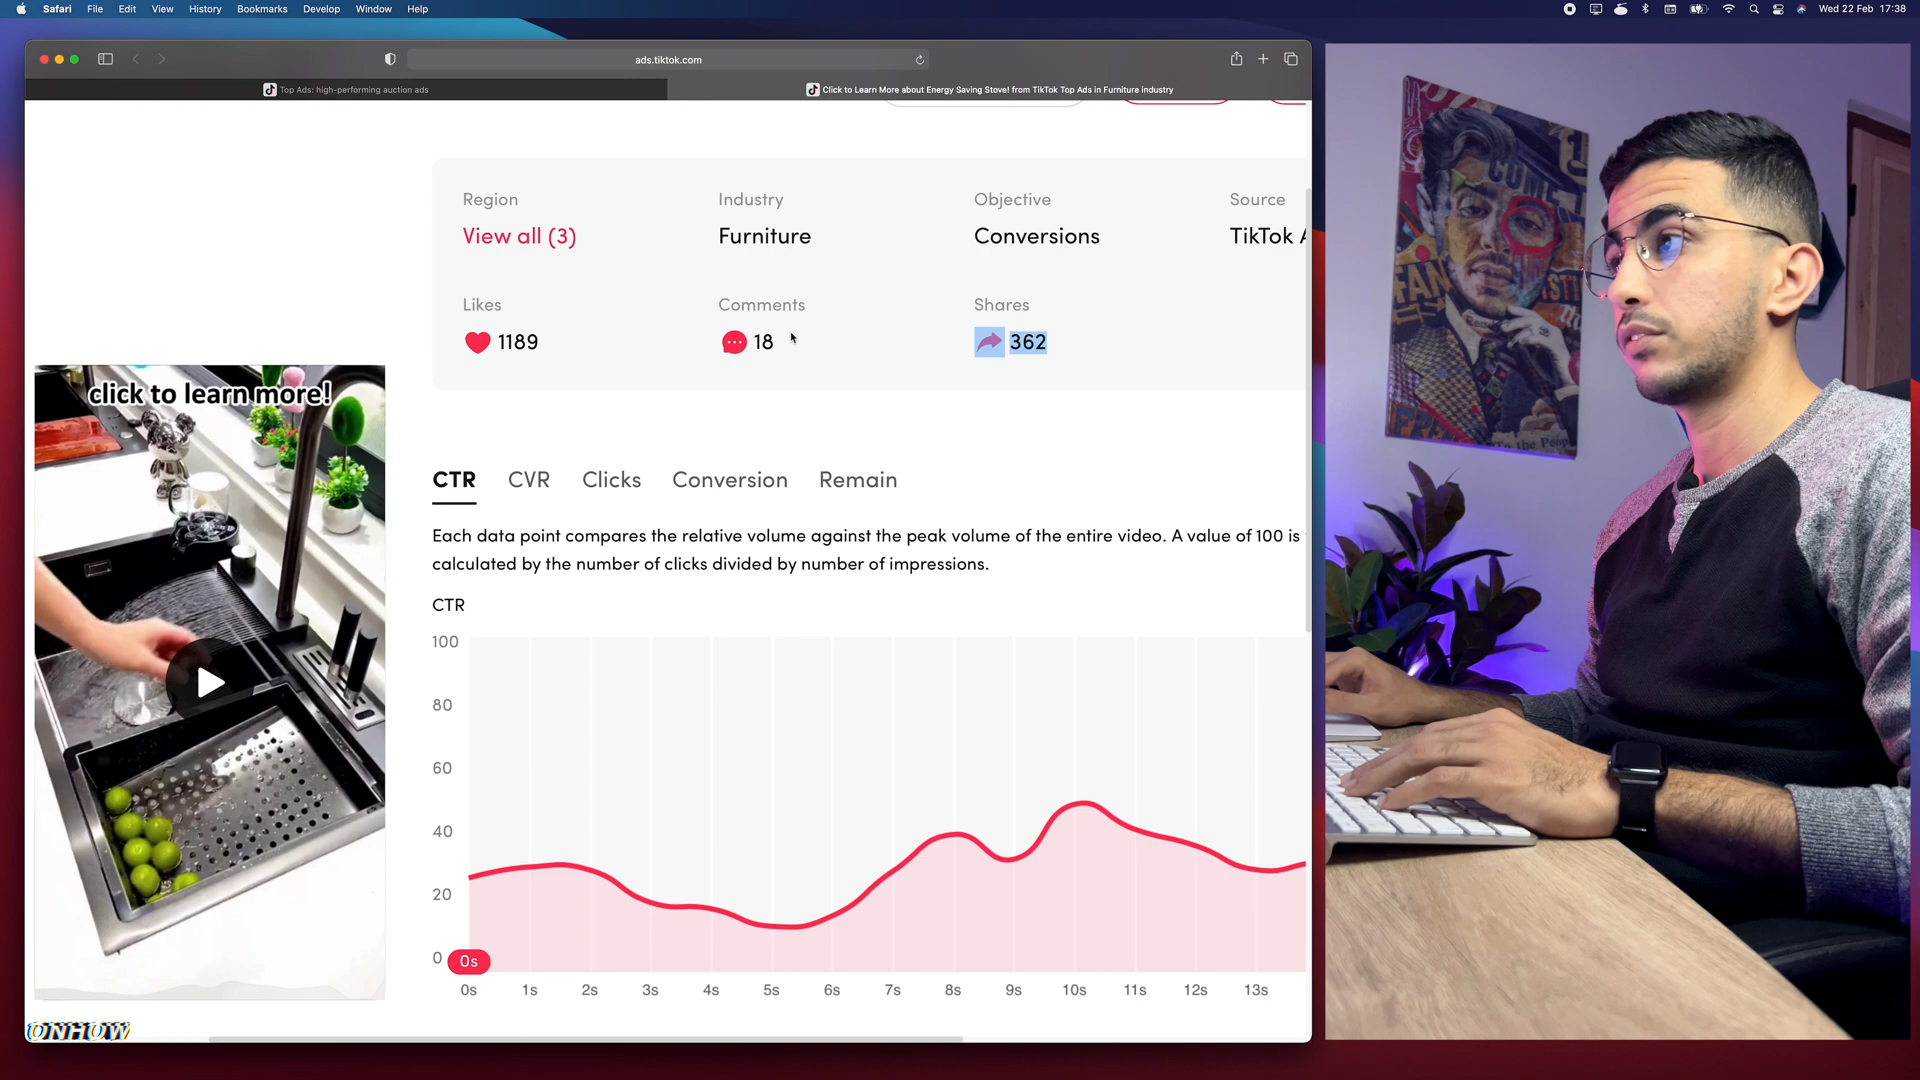 Safari File Edit View History Bookmarks Develop Window Help
Wed 22 Feb 17:38
ads.tiktok.com
Top Ads: high-performing auction ads
Click to Learn More about Energy Saving Stove! from TikTok Top Ads in Furniture industry
Region Industry Objective Source
View all (3) Furniture Conversions TikTok A
Likes Comments Shares
1189 18 362
click to learn more!
CTR CVR Clicks Conversion Remain
Each data point compares the relative volume against the peak volume of the entire video. A value of 100 is
calculated by the number of clicks divided by number of impressions.
CTR
100
80
60
40
20
0
0s
0s 1s 2s 3s 4s 5s 6s 7s 8s 9s 10s 11s 12s 13s
ONHOW
COME
FAN
to the People